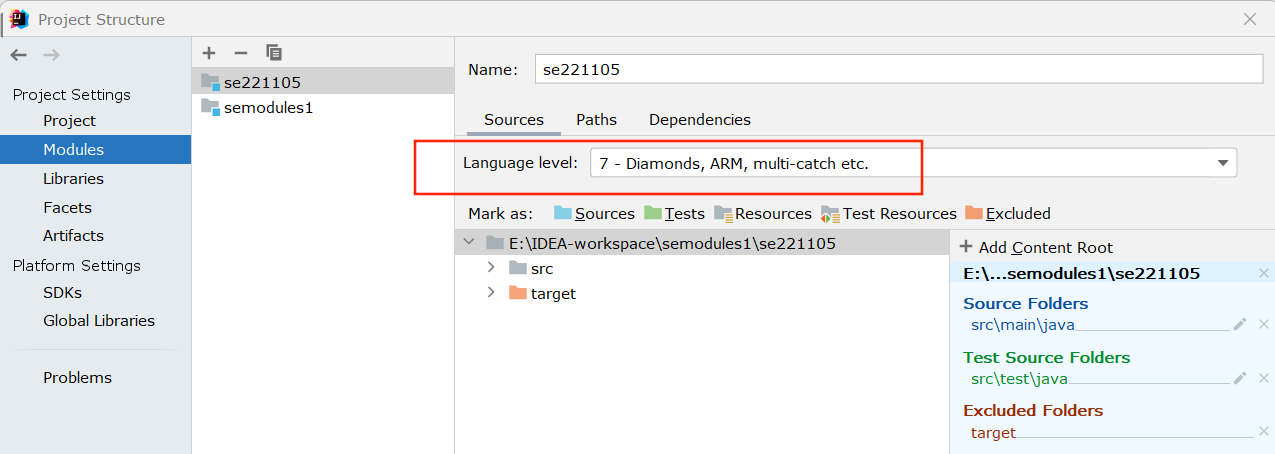 Project Structure
Project Settings
Project
Modules
Libraries
Facets
Artifacts
Platform Settings
SDKs
Global Libraries
Problems
se221105
semodules1
Name: se221105
Sources Paths Dependencies
Language level: 7 - Diamonds, ARM, multi-catch etc.
Mark as: Sources Tests Resources Test Resources Excluded
E:\IDEA-workspace\semodules1\se221105
src
target
+ Add Content Root
E:\...semodules1\se221105
Source Folders
src\main\java
Test Source Folders
src\test\java
Excluded Folders
target